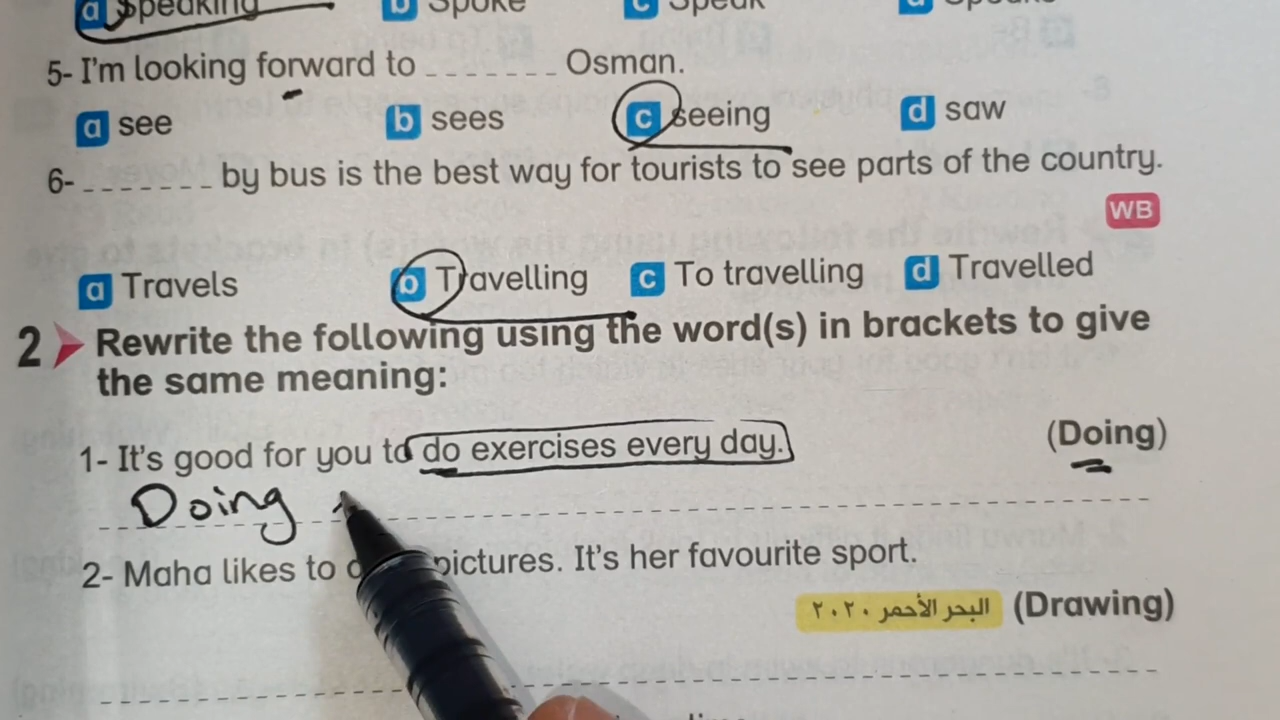 a Speaking b Spoke c Speak d
5- I'm looking forward to _ _ _ _ _ _ _ Osman.
a see b sees c seeing d saw
6- _ _ _ _ _ _ _ by bus is the best way for tourists to see parts of the country.
WB
a Travels b Travelling c To travelling d Travelled
2 Rewrite the following using the word(s) in brackets to give
the same meaning:
1- It's good for you to do exercises every day. (Doing)
Doing
2- Maha likes to pictures. It's her favourite sport.
البحر الأحمر ٢٠٢٠ (Drawing)